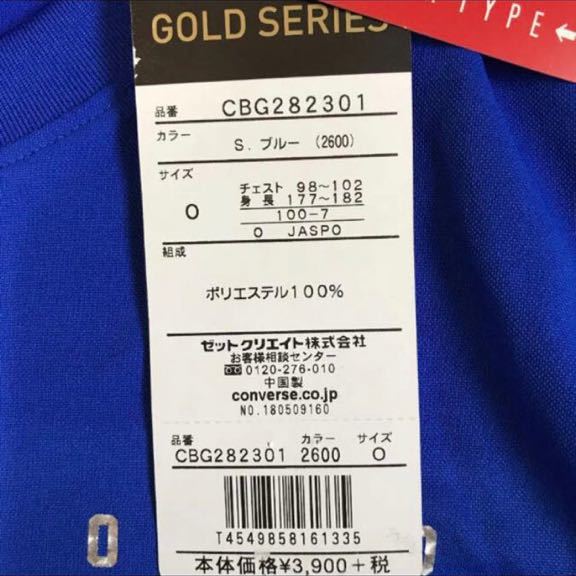 GOLD SERIES
TYPE←
品番 CBG282301
カラー S. ブルー (2600)
サイズ
O
チェスト 98〜102
身長 177〜182
100-7
O JASPO
組成
ポリエステル100%
ゼットクリエイト株式会社
お客様相談センター
0120-276-010
中国製
converse.co.jp
NO.180509160
品番 カラー サイズ
CBG282301 2600 O
T4549858161335
本体価格¥3,900+税
O